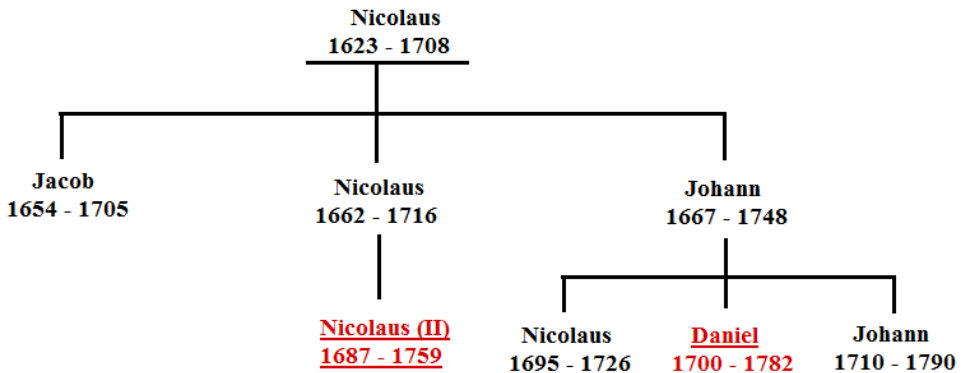 Nicolaus
1623 - 1708
Jacob
1654 - 1705
Nicolaus
1662 - 1716
Johann
1667 - 1748
Nicolaus (II)
1687 - 1759
Nicolaus
1695 - 1726
Daniel
1700 - 1782
Johann
1710 - 1790